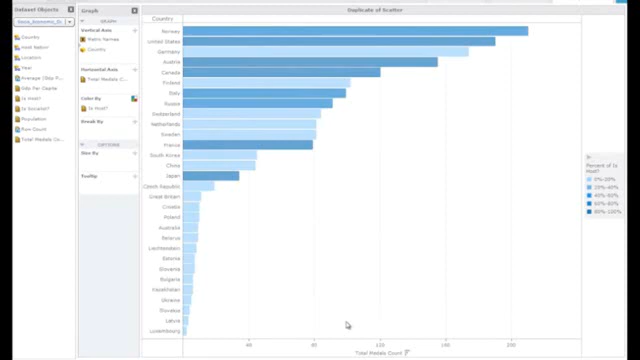 Dataset Objects
Graph
Duplicate of Scatter
Country
Host Nation
Location
Year
Gdp Per Capita
Is Host?
Is Socialist?
Population
Row Count
Total Medals Co...
GRAPH
Vertical Axis
Metric Names
Country
Horizontal Axis
Total Medals C...
Color By
Is Host?
Break By
OPTIONS
Size By
Tooltip
Country
Norway
United States
Germany
Austria
Canada
Finland
Italy
Russia
Switzerland
Netherlands
Sweden
France
South Korea
China
Japan
Czech Republic
Great Britain
Croatia
Poland
Australia
Belarus
Liechtenstein
Estonia
Slovenia
Bulgaria
Kazakhstan
Ukraine
Slovakia
Latvia
Luxembourg
40
80
120
160
200
Total Medals Count
Percent of Is
Host?
0%-20%
20%-40%
40%-60%
60%-80%
80%-100%